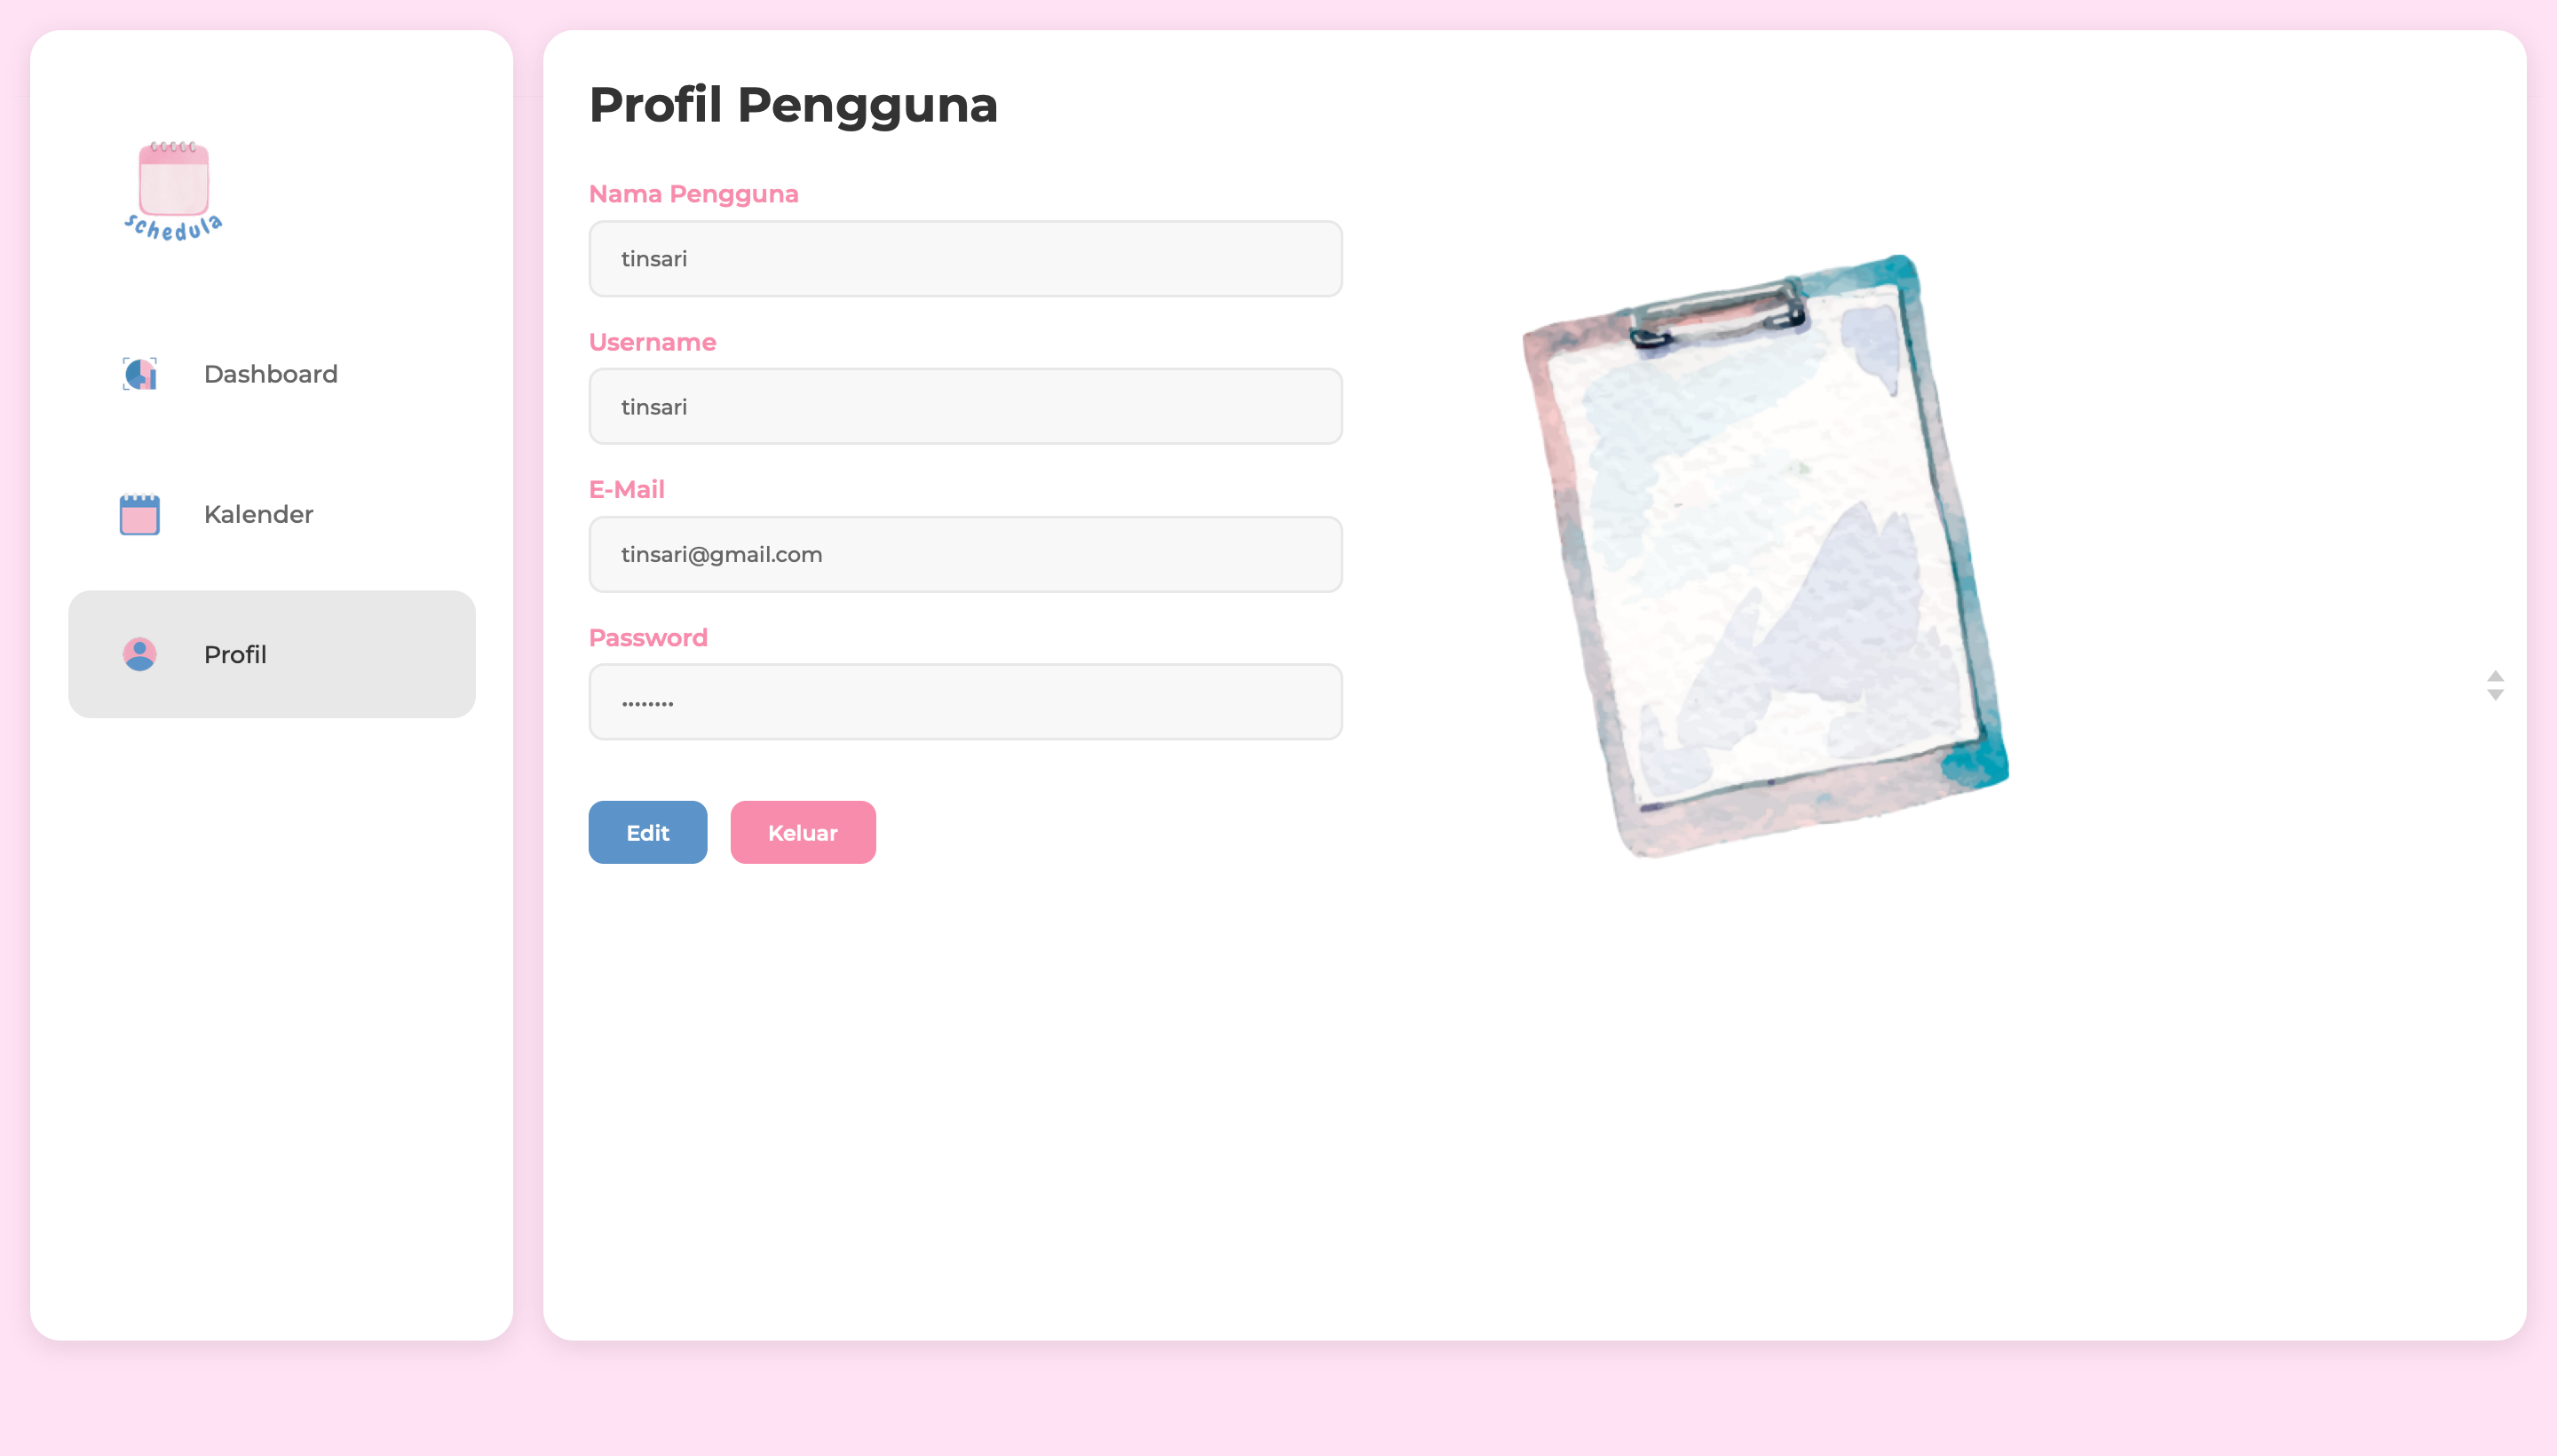 schedula
Dashboard
Kalender
Profil
Profil Pengguna
Nama Pengguna
tinsari
Username
tinsari
E-Mail
tinsari@gmail.com
Password
••••••••
Edit
Keluar